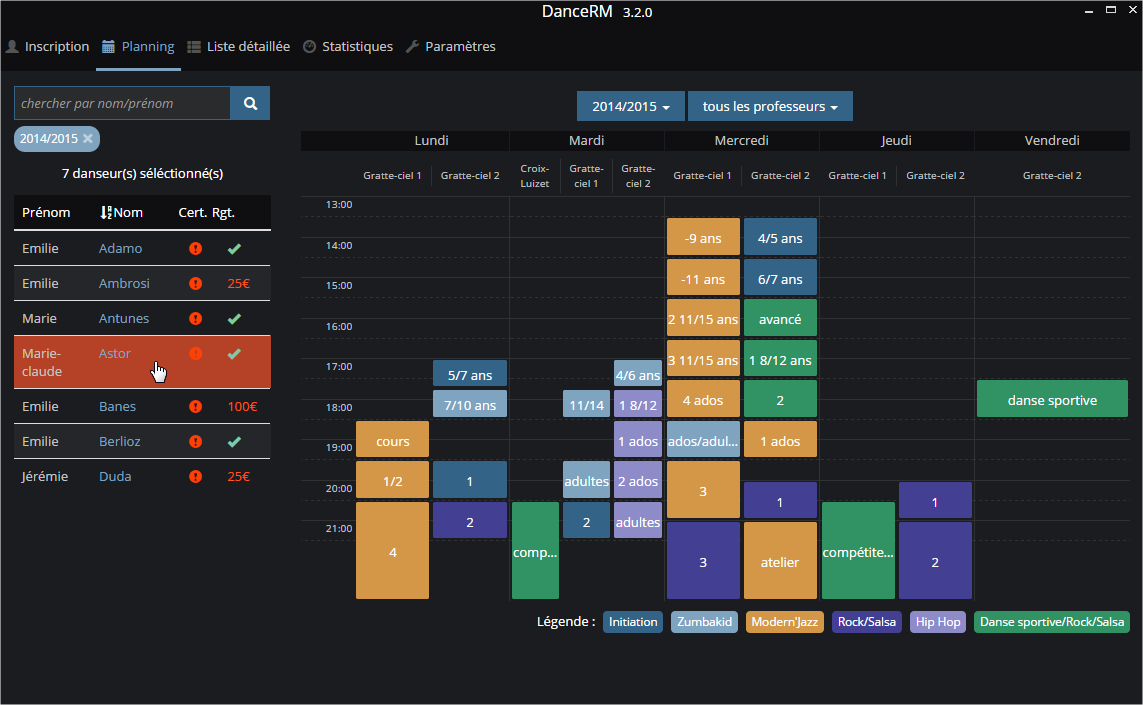 DanceRM 3.2.0
Inscription Planning Liste détaillée Statistiques Paramètres
chercher par nom/prénom
2014/2015
7 danseur(s) séléctionné(s)
Prénom Nom Cert. Rgt.
Emilie Adamo
Emilie Ambrosi 25€
Marie Antunes
Marie-
claude Astor
Emilie Banes 100€
Emilie Berlioz
Jérémie Duda 25€
2014/2015 tous les professeurs
Lundi Mardi Mercredi Jeudi Vendredi
Gratte-ciel 1 Gratte-ciel 2 Croix-
Luizet Gratte-
ciel 1 Gratte-
ciel 2 Gratte-ciel 1 Gratte-ciel 2 Gratte-ciel 1 Gratte-ciel 2 Gratte-ciel 2
13:00
-9 ans 4/5 ans
14:00
-11 ans 6/7 ans
15:00
2 11/15 ans avancé
16:00
3 11/15 ans 1 8/12 ans
17:00
5/7 ans 4/6 ans
4 ados 2 danse sportive
18:00
7/10 ans 11/14 1 8/12
cours 1 ados ados/adul... 1 ados
19:00
1/2 1 adultes 2 ados 3
20:00
1 1
2 2 adultes
21:00
4 comp... 3 atelier compétite... 2
Légende : Initiation Zumbakid Modern'Jazz Rock/Salsa Hip Hop Danse sportive/Rock/Salsa